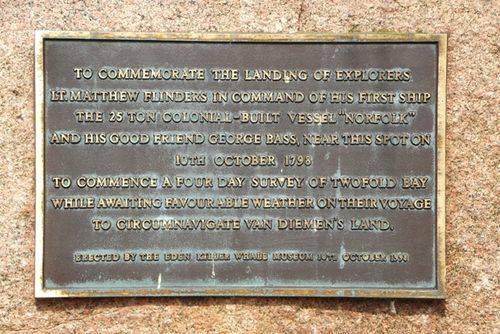 TO COMMEMORATE THE LANDING OF EXPLORERS
LT. MATTHEW FLINDERS IN COMMAND OF HIS FIRST SHIP
THE 25 TON COLONIAL-BUILT VESSEL "NORFOLK"
AND HIS GOOD FRIEND GEORGE BASS, NEAR THIS SPOT ON
10TH OCTOBER 1798
TO COMMENCE A FOUR DAY SURVEY OF TWOFOLD BAY
WHILE AWAITING FAVOURABLE WEATHER ON THEIR VOYAGE
TO CIRCUMNAVIGATE VAN DIEMEN'S LAND.
ERECTED BY THE EDEN KILLER WHALE MUSEUM 10TH OCTOBER